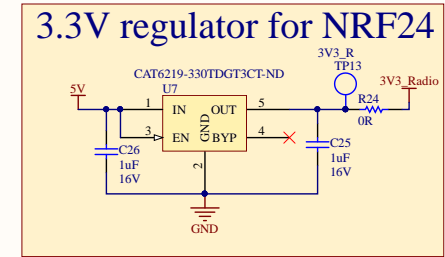 3.3V regulator for NRF24
3V3_R
TP13
CAT6219-330TDGT3CT-ND
3V3_Radio
5V
U7
R24
0R
1
IN
OUT
5
3
EN
GND
BYP
4
2
C26
1uF
16V
C25
1uF
16V
GND